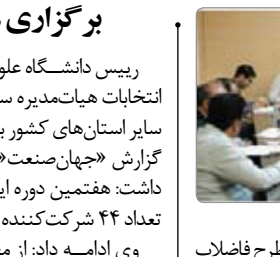 برگزاری
رییس دانشـگاه علو
انتخابات هیات‌مدیره س
سایر استان‌های کشور ب
گزارش «جهان‌صنعت»
داشت: هفتمین دوره ای
تعداد ۴۴ شرکت‌کننده
وی ادامـه داد: از مع
طرح فاضلاب